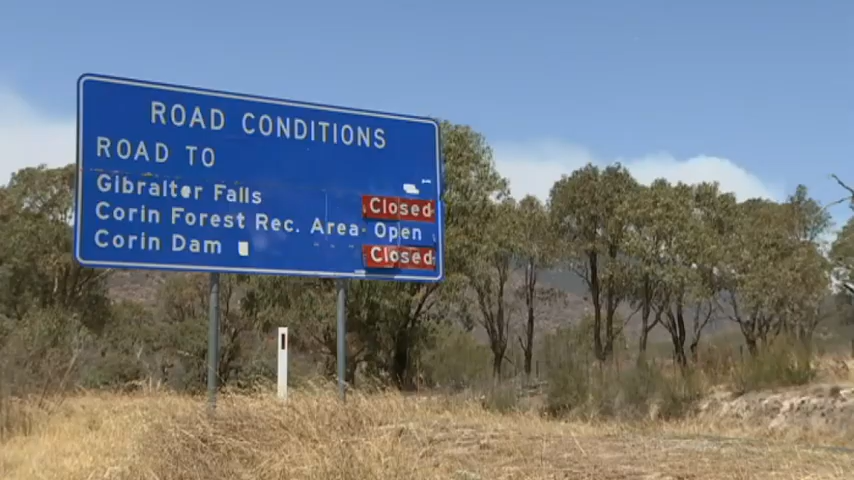 ROAD CONDITIONS
ROAD TO
Gibralter Falls Closed
Corin Forest Rec. Area Open
Corin Dam Closed